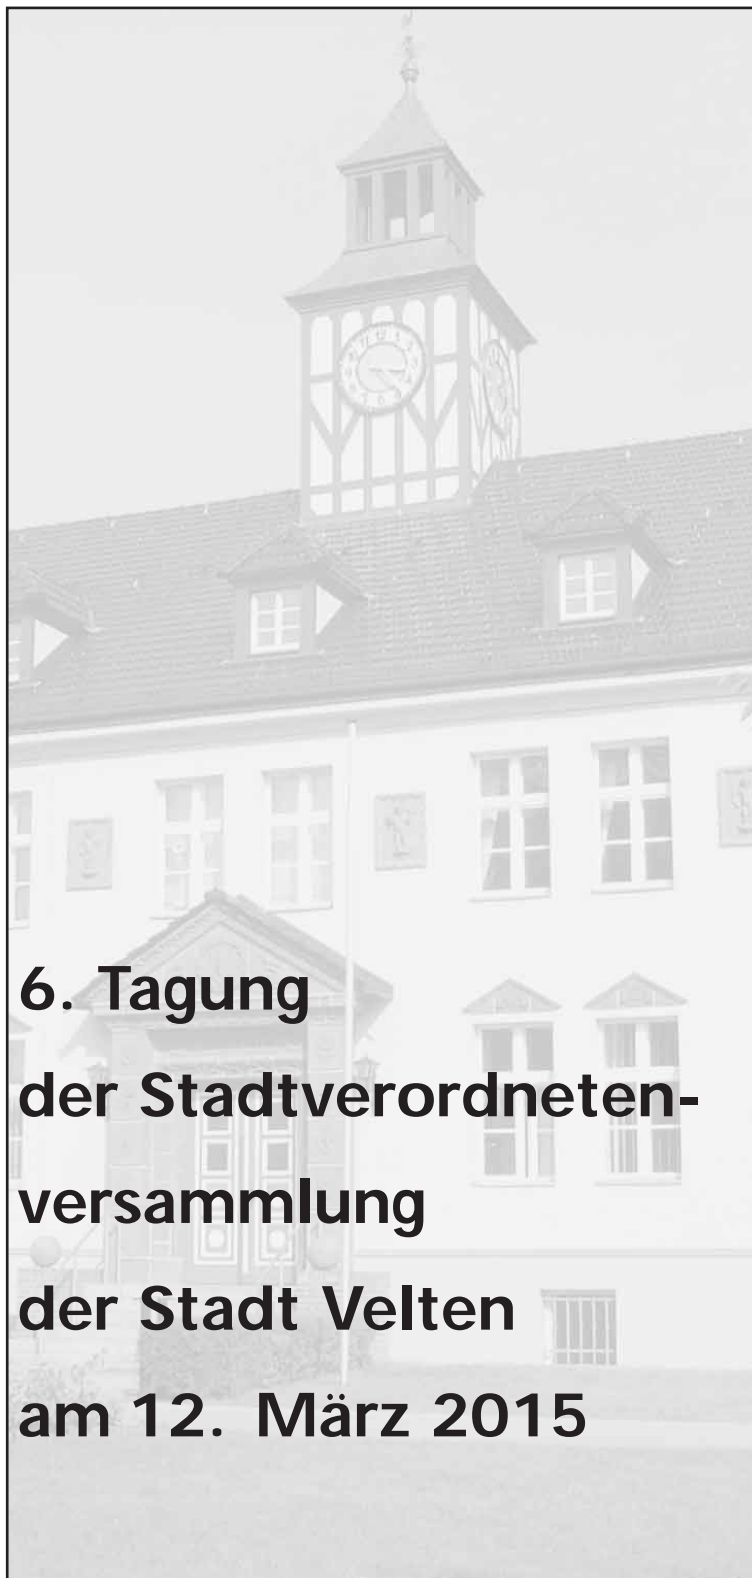 6. Tagung
der Stadtverordneten-
versammlung
der Stadt Velten
am 12. März 2015